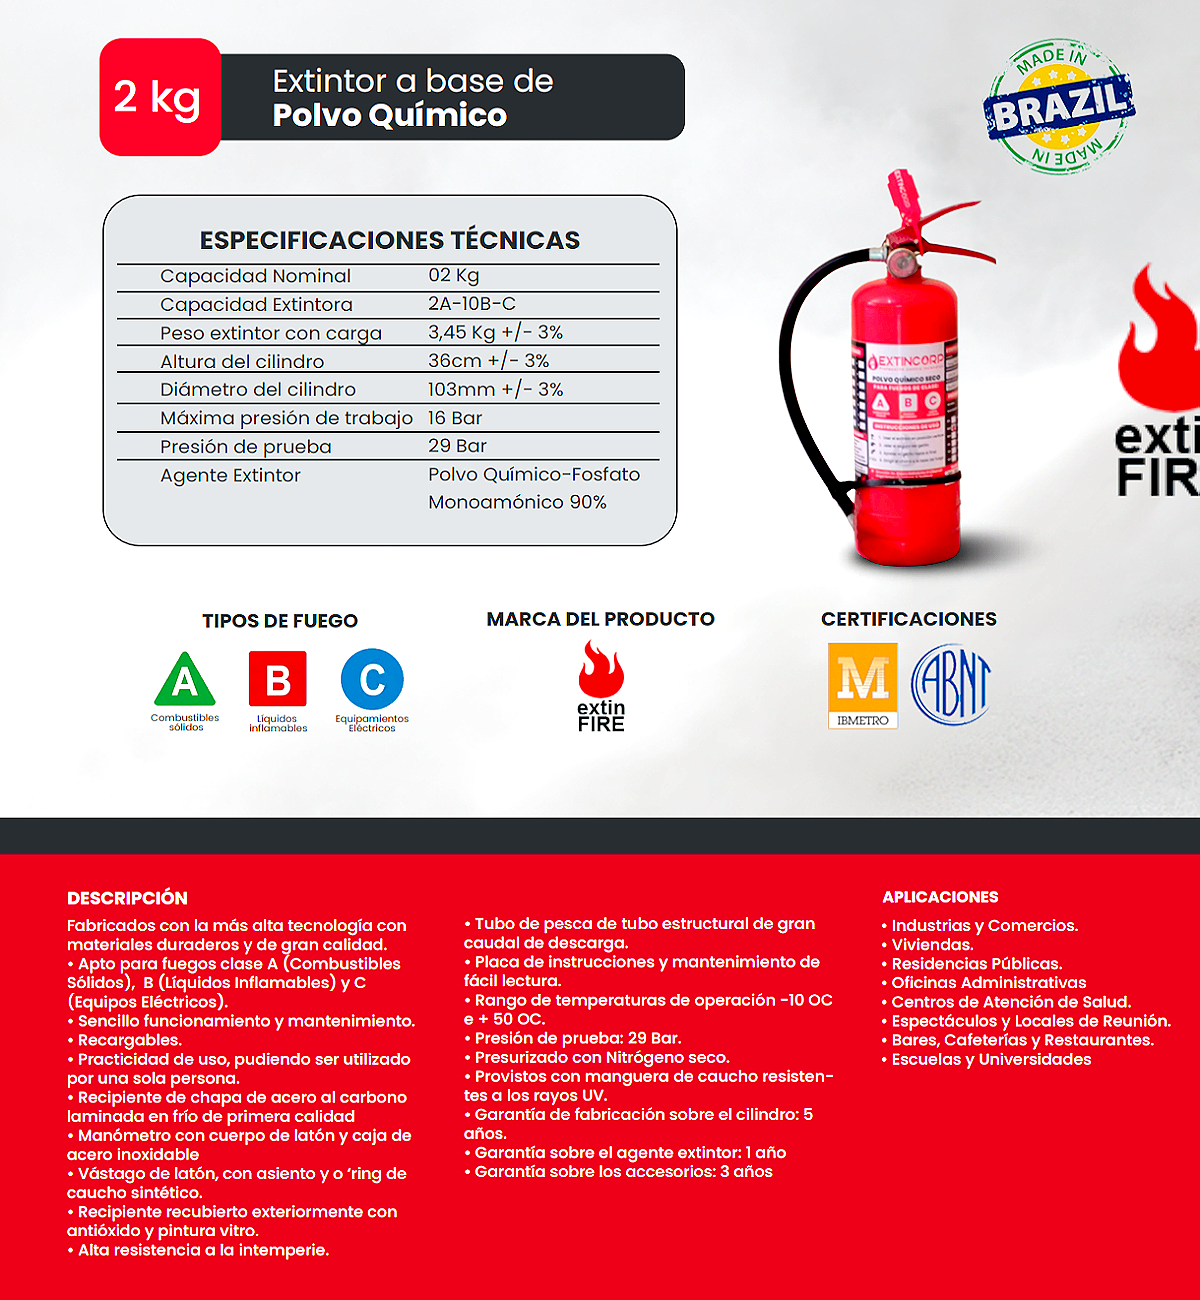 2 kg
Extintor a base de
Polvo Químico
MADE IN
BRAZIL
MADE IN
ESPECIFICACIONES TÉCNICAS
Capacidad Nominal 02 Kg
Capacidad Extintora 2A-10B-C
Peso extintor con carga 3,45 Kg +/- 3%
Altura del cilindro 36cm +/- 3%
Diámetro del cilindro 103mm +/- 3%
Máxima presión de trabajo 16 Bar
Presión de prueba 29 Bar
Agente Extintor Polvo Químico-Fosfato
Monoamónico 90%
EXTINCORP
EXTINCORP
POLVO QUÍMICO SECO
PARA FUEGOS DE CLASE:
A B C
INSTRUCCIONES DE USO
exti
FIR
TIPOS DE FUEGO
A B C
Combustibles
sólidos
Líquidos
inflamables
Equipamientos
Eléctricos
MARCA DEL PRODUCTO
extin
FIRE
CERTIFICACIONES
M
IBMETRO
ABNT
DESCRIPCIÓN
Fabricados con la más alta tecnología con
materiales duraderos y de gran calidad.
• Apto para fuegos clase A (Combustibles
Sólidos), B (Líquidos Inflamables) y C
(Equipos Eléctricos).
• Sencillo funcionamiento y mantenimiento.
• Recargables.
• Practicidad de uso, pudiendo ser utilizado
por una sola persona.
• Recipiente de chapa de acero al carbono
laminada en frío de primera calidad
• Manómetro con cuerpo de latón y caja de
acero inoxidable
• Vástago de latón, con asiento y o ‘ring de
caucho sintético.
• Recipiente recubierto exteriormente con
antióxido y pintura vitro.
• Alta resistencia a la intemperie.
• Tubo de pesca de tubo estructural de gran
caudal de descarga.
• Placa de instrucciones y mantenimiento de
fácil lectura.
• Rango de temperaturas de operación -10 OC
e + 50 OC.
• Presión de prueba: 29 Bar.
• Presurizado con Nitrógeno seco.
• Provistos con manguera de caucho resisten-
tes a los rayos UV.
• Garantía de fabricación sobre el cilindro: 5
años.
• Garantía sobre el agente extintor: 1 año
• Garantía sobre los accesorios: 3 años
APLICACIONES
• Industrias y Comercios.
• Viviendas.
• Residencias Públicas.
• Oficinas Administrativas
• Centros de Atención de Salud.
• Espectáculos y Locales de Reunión.
• Bares, Cafeterías y Restaurantes.
• Escuelas y Universidades